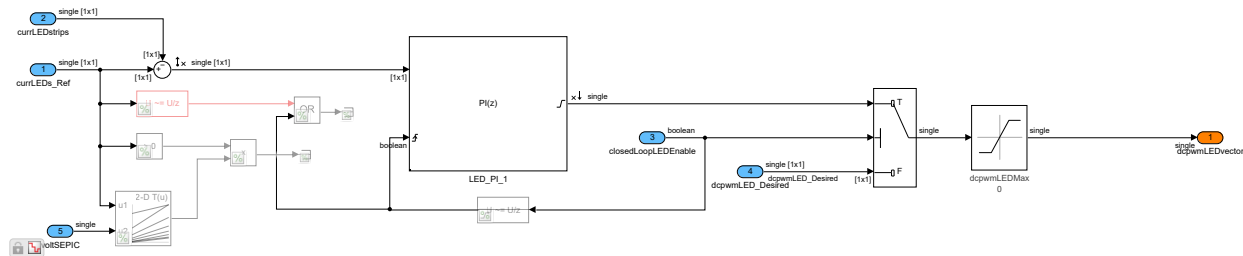 2
single [1x1]
currLEDstrips
[1x1]
1
single [1x1]
currLEDs_Ref
[1x1]
single [1x1]
[1x1]
PI(z)
single
boolean
LED_PI_1
~= U/z
OR
2-D T(u)
u1
5
single
voltSEPIC
U ~= U/z
3
boolean
closedLoopLEDEnable
4
single [1x1]
dcpwmLED_Desired
dcpwmLED_Desired
[1x1]
T
F
single
dcpwmLEDMax
0
single
1
single
dcpwmLEDvector